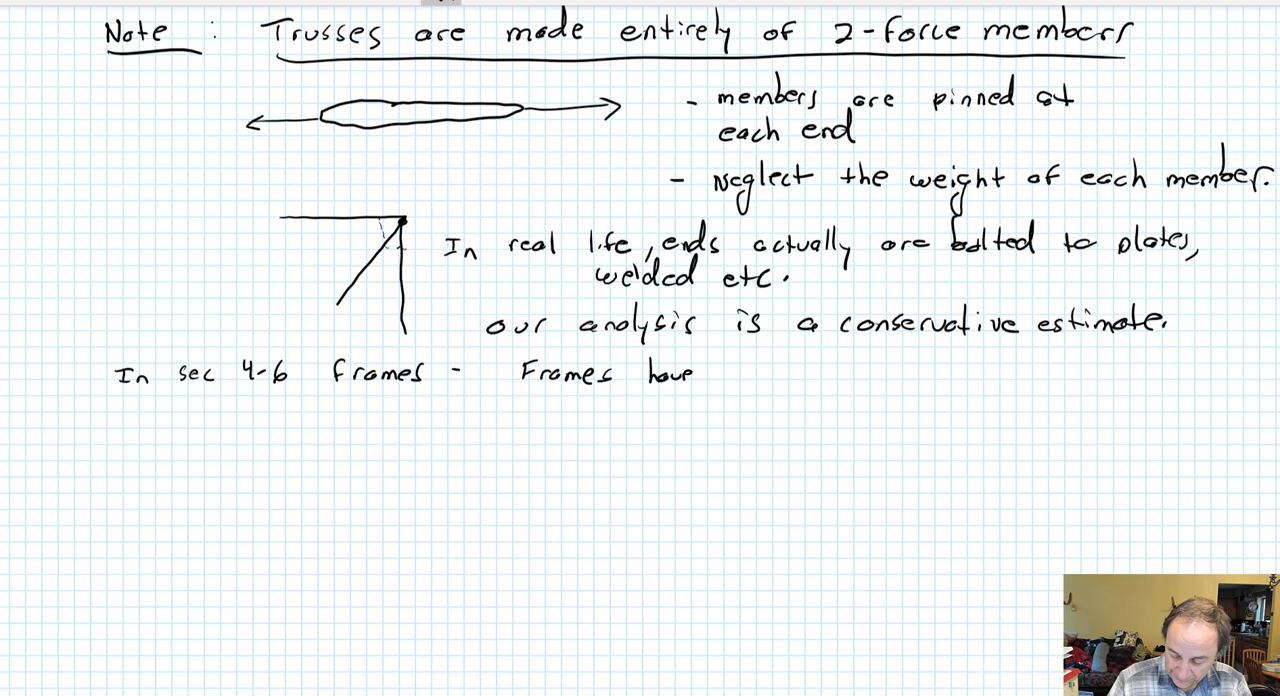 Note : Trusses are made entirely of 2-force members
- members are pinned at
each end
- Neglect the weight of each member.
In real life, ends actually are bolted to plates,
welded etc.
our analysis is a conservative estimate.
In sec 4-6 frames - Frames have